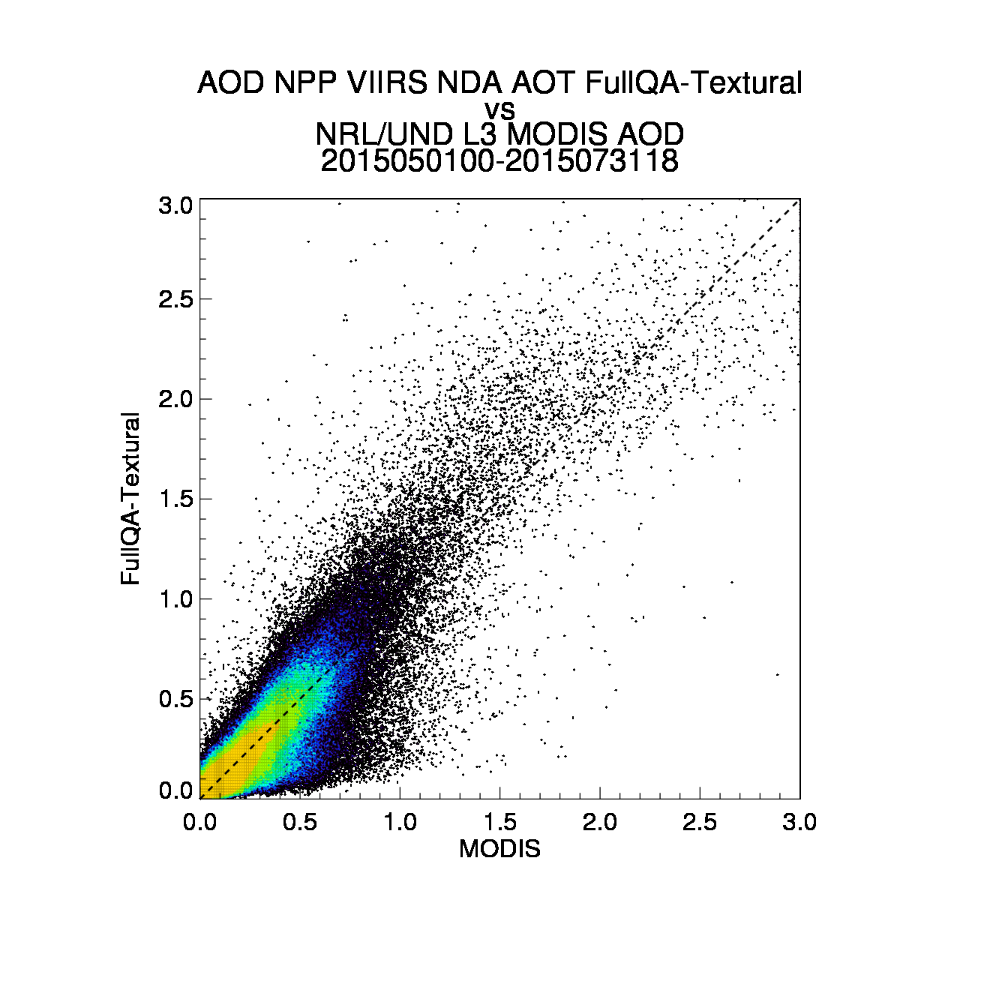 AOD NPP VIIRS NDA AOT FullQA-Textural
vs
NRL/UND L3 MODIS AOD
2015050100-2015073118
3.0
2.5
2.0
1.5
1.0
0.5
0.0
FullQA-Textural
0.0 0.5 1.0 1.5 2.0 2.5 3.0
MODIS